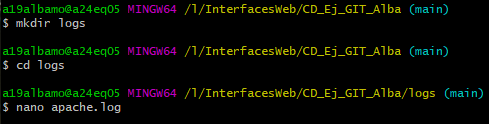 a19albamo@a24eq05 MINGW64 /l/InterfacesWeb/CD_Ej_GIT_Alba (main)
$ mkdir logs
a19albamo@a24eq05 MINGW64 /l/InterfacesWeb/CD_Ej_GIT_Alba (main)
$ cd logs
a19albamo@a24eq05 MINGW64 /l/InterfacesWeb/CD_Ej_GIT_Alba/logs (main)
$ nano apache.log